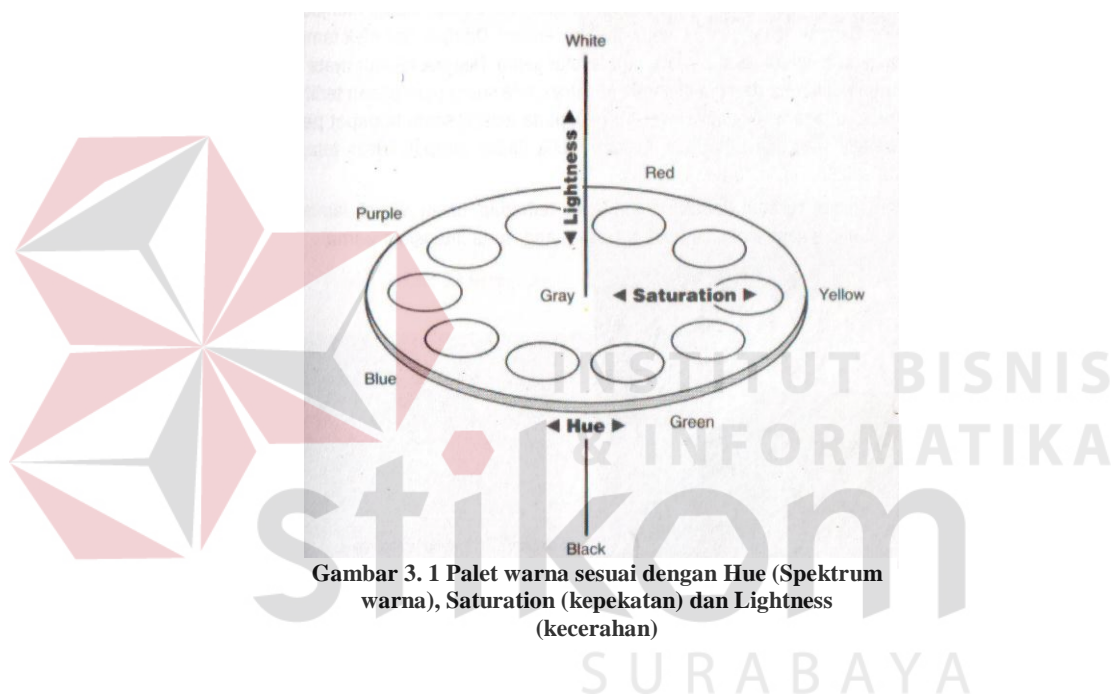 White
◄ Lightness ►
Red
Purple
Gray
◄ Saturation ►
Yellow
Blue
◄ Hue ►
Green
Black
Gambar 3. 1 Palet warna sesuai dengan Hue (Spektrum
warna), Saturation (kepekatan) dan Lightness
(kecerahan)
INSTITUT BISNIS
& INFORMATIKA
stikom
SURABAYA